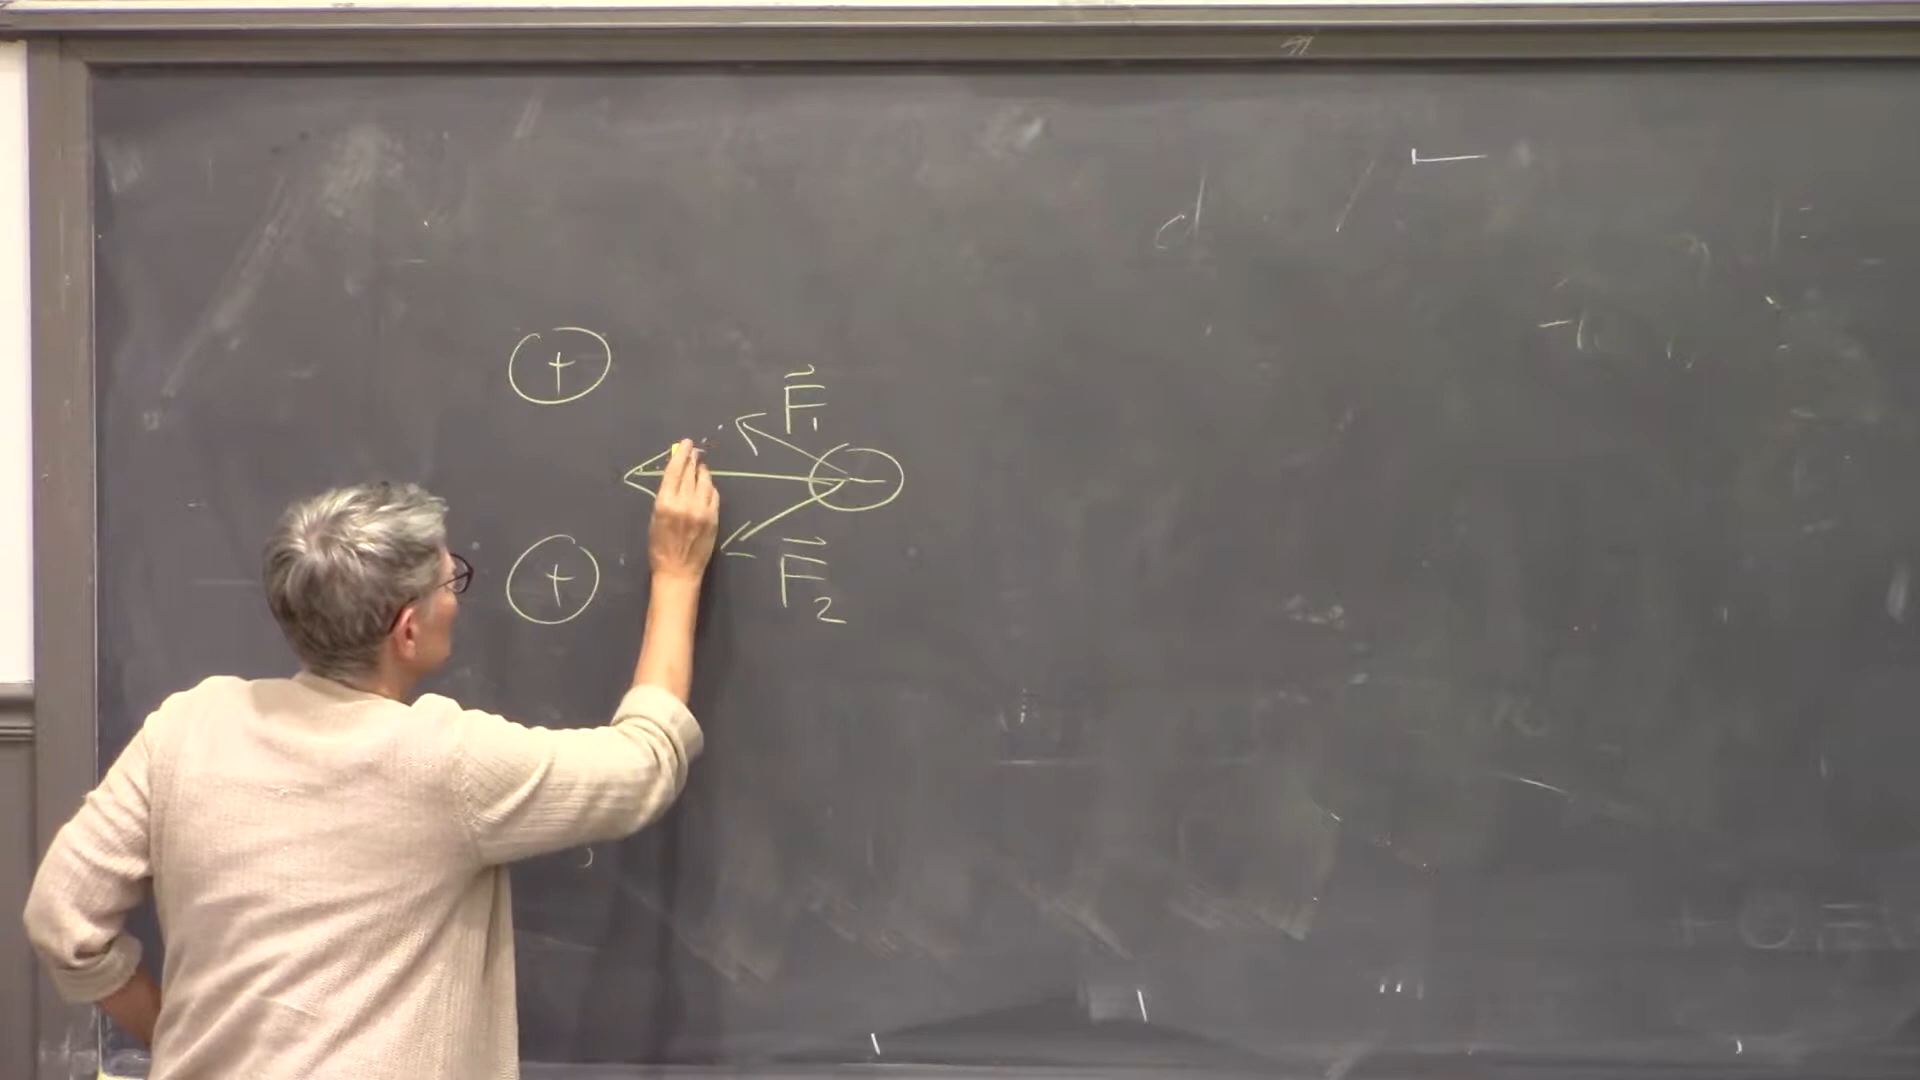 +
F⃗₁
−
+
F⃗₂
d